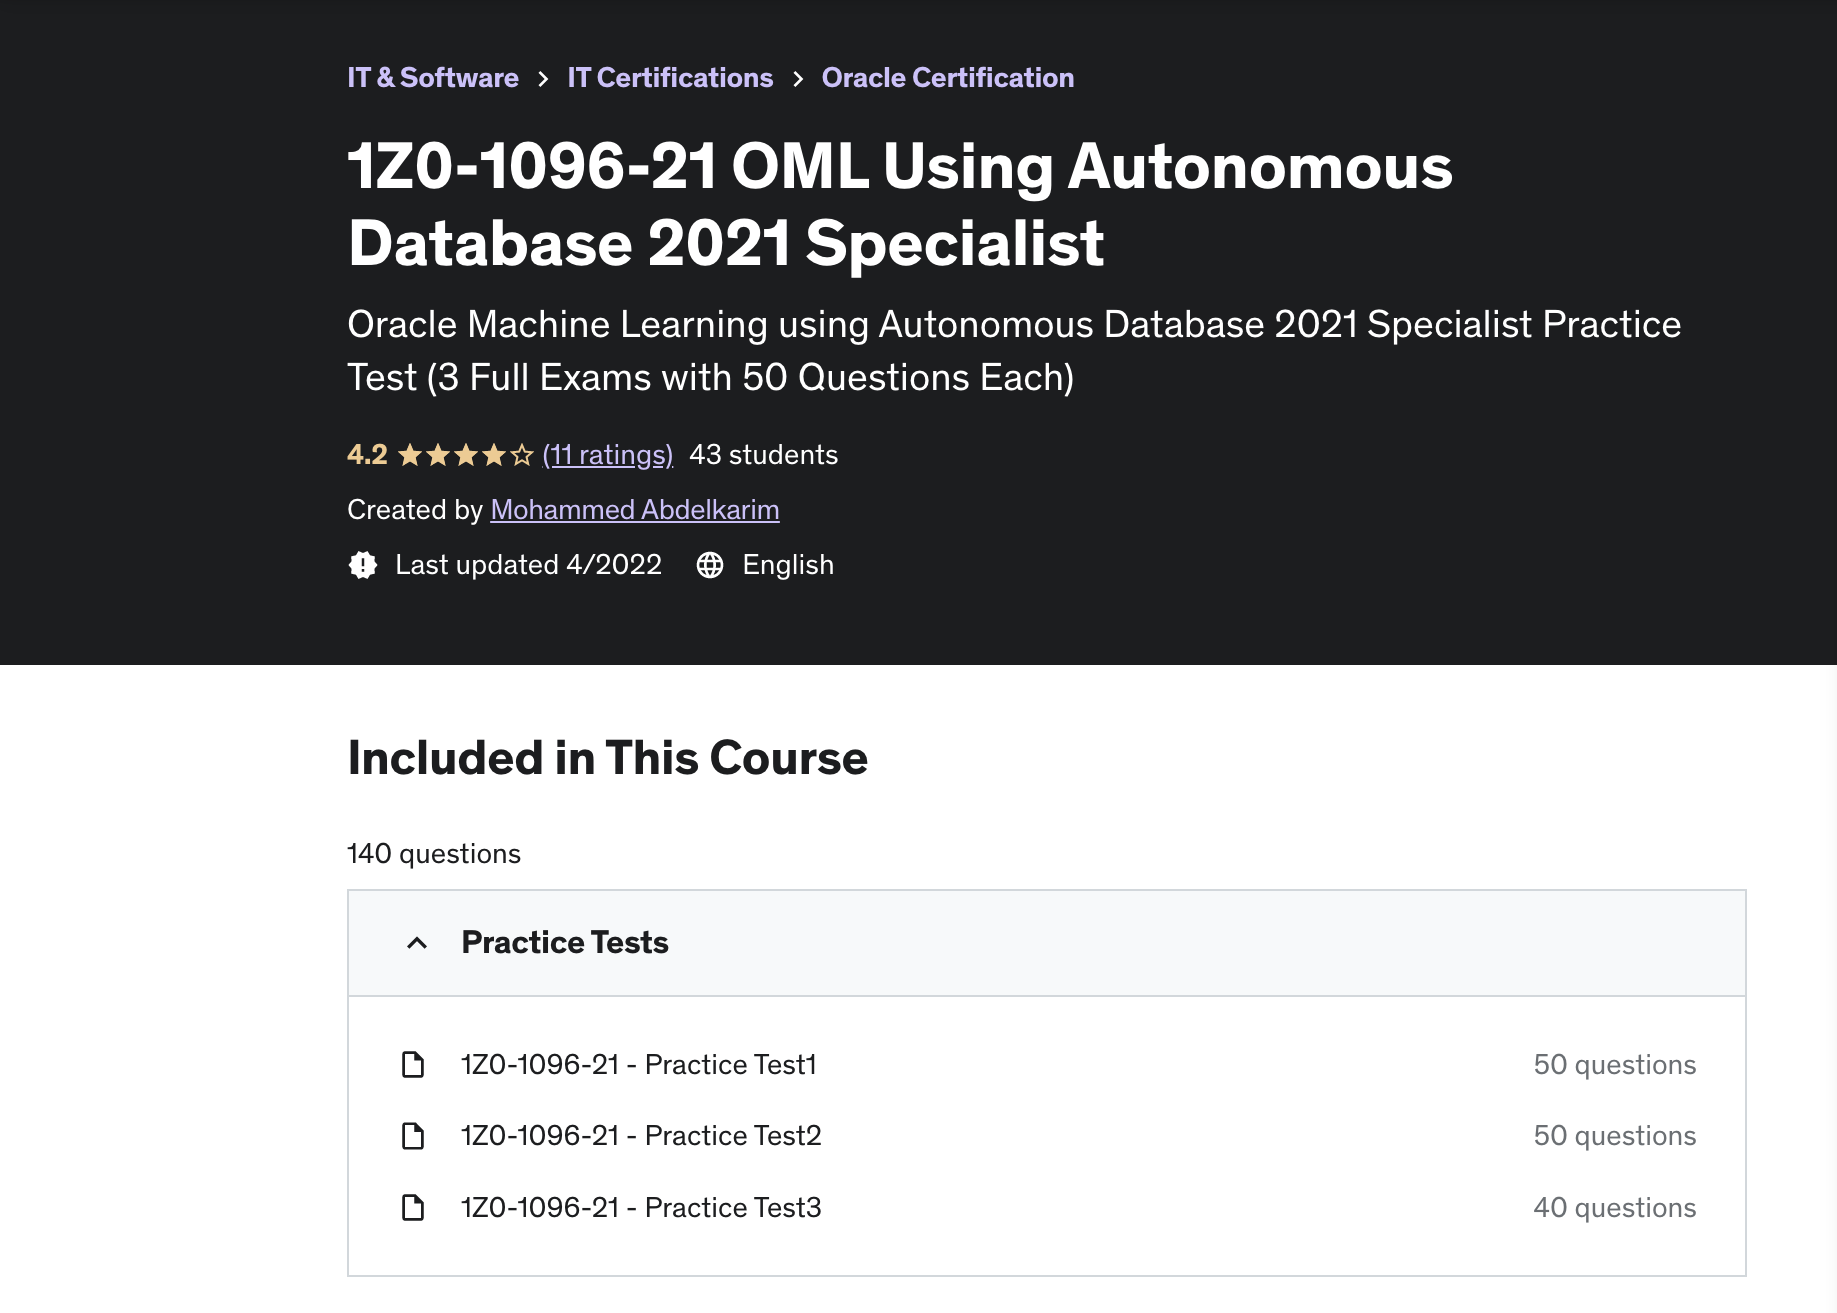 IT & Software > IT Certifications > Oracle Certification
1Z0-1096-21 OML Using Autonomous
Database 2021 Specialist
Oracle Machine Learning using Autonomous Database 2021 Specialist Practice
Test (3 Full Exams with 50 Questions Each)
4.2 ★★★★☆ (11 ratings) 43 students
Created by Mohammed Abdelkarim
Last updated 4/2022 English
Included in This Course
140 questions
Practice Tests
1Z0-1096-21 - Practice Test1 50 questions
1Z0-1096-21 - Practice Test2 50 questions
1Z0-1096-21 - Practice Test3 40 questions